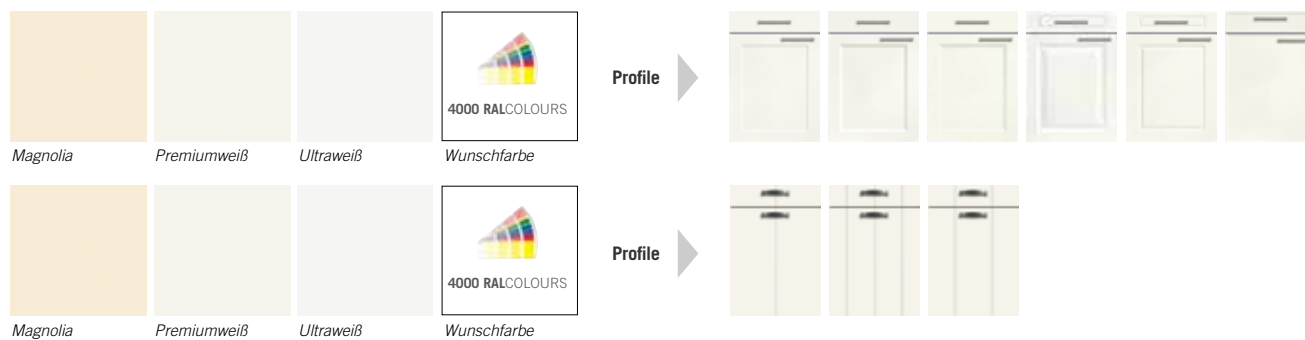 4000 RALCOLOURS
Profile
Magnolia Premiumweiß Ultraweiß Wunschfarbe
4000 RALCOLOURS
Profile
Magnolia Premiumweiß Ultraweiß Wunschfarbe